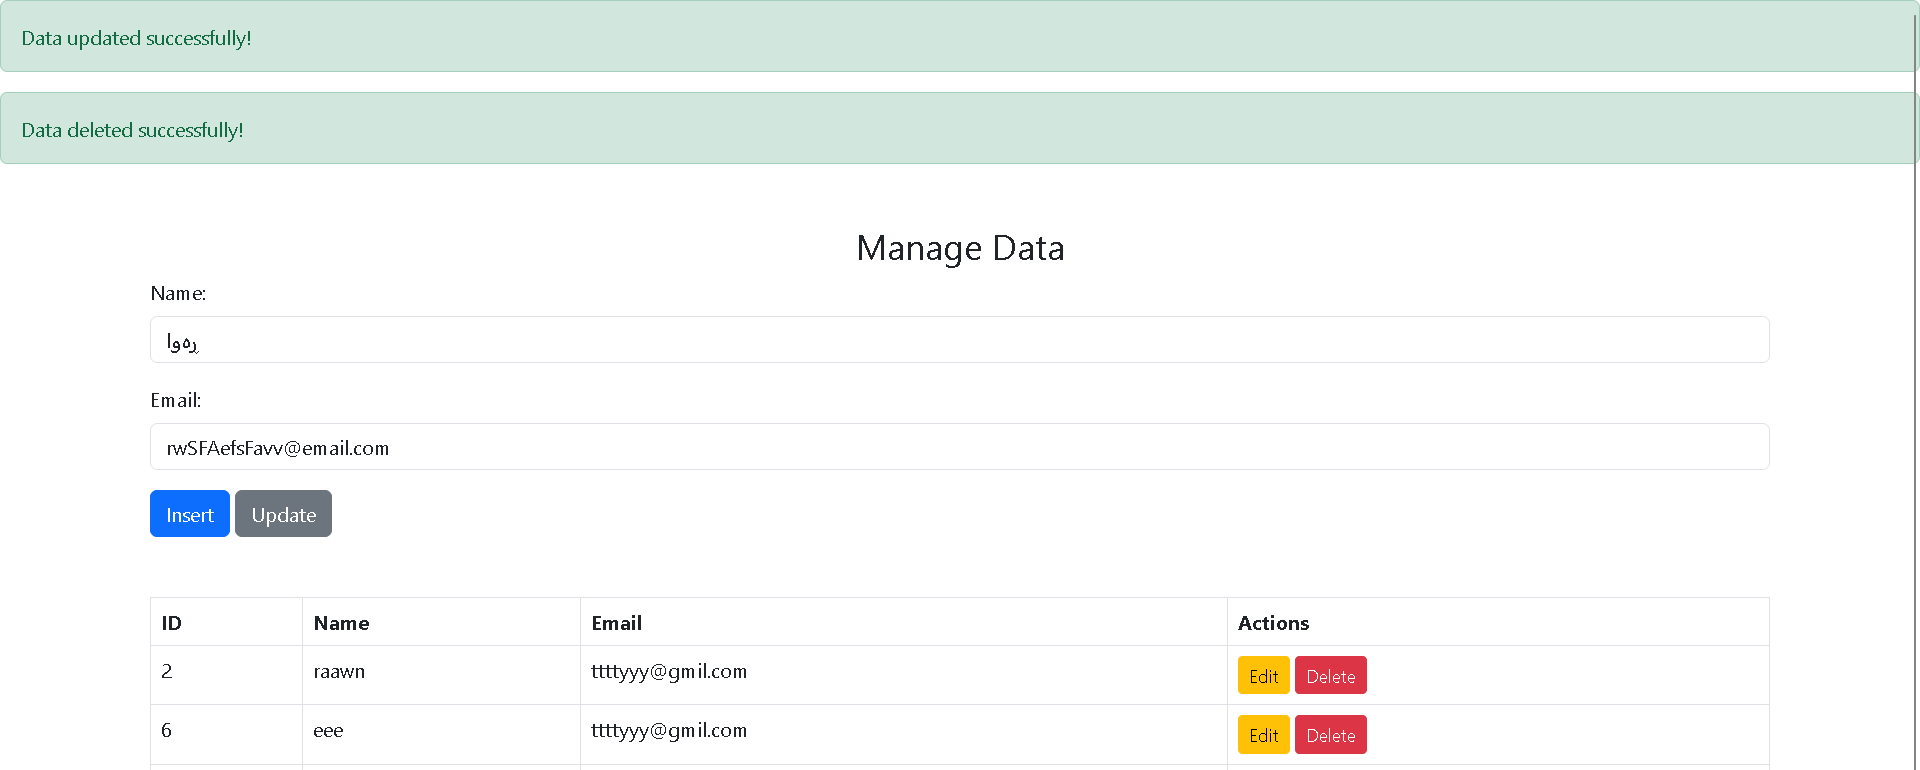 Data updated successfully!
Data deleted successfully!
Manage Data
Name:
ڕەوا
Email:
rwSFAefsFavv@email.com
Insert Update
ID Name Email Actions
2 raawn ttttyyy@gmil.com Edit Delete
6 eee ttttyyy@gmil.com Edit Delete